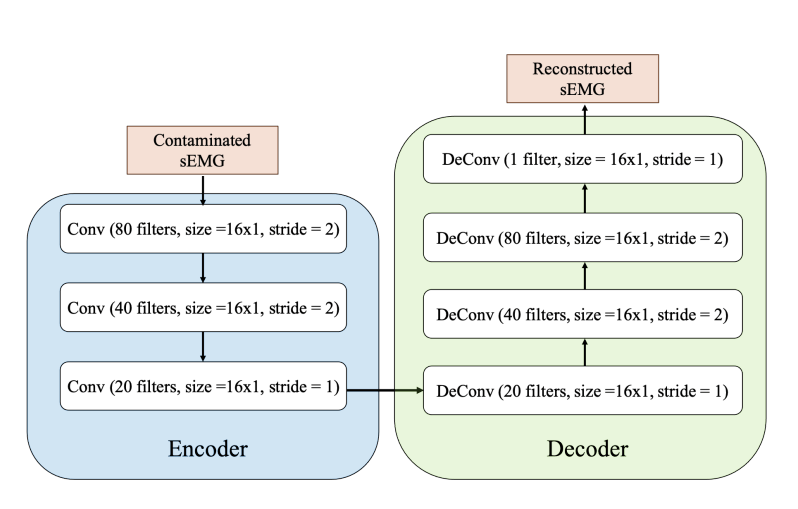 Contaminated
sEMG
Conv (80 filters, size =16x1, stride = 2)
Conv (40 filters, size =16x1, stride = 2)
Conv (20 filters, size =16x1, stride = 1)
Encoder
Reconstructed
sEMG
DeConv (1 filter, size = 16x1, stride = 1)
DeConv (80 filters, size =16x1, stride = 2)
DeConv (40 filters, size =16x1, stride = 2)
DeConv (20 filters, size =16x1, stride = 1)
Decoder